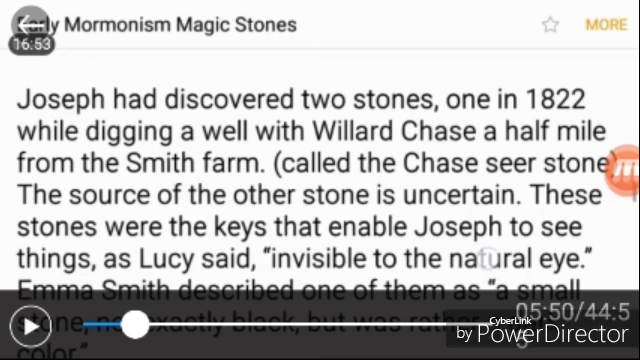 Early Mormonism Magic Stones
MORE
16:53
Joseph had discovered two stones, one in 1822
while digging a well with Willard Chase a half mile
from the Smith farm. (called the Chase seer stone)
The source of the other stone is uncertain. These
stones were the keys that enable Joseph to see
things, as Lucy said, “invisible to the natural eye.”
Emma Smith described one of them as “a small
stone, not exactly black, but was rather
color.”
05:50/44:5
CyberLink
by PowerDirector